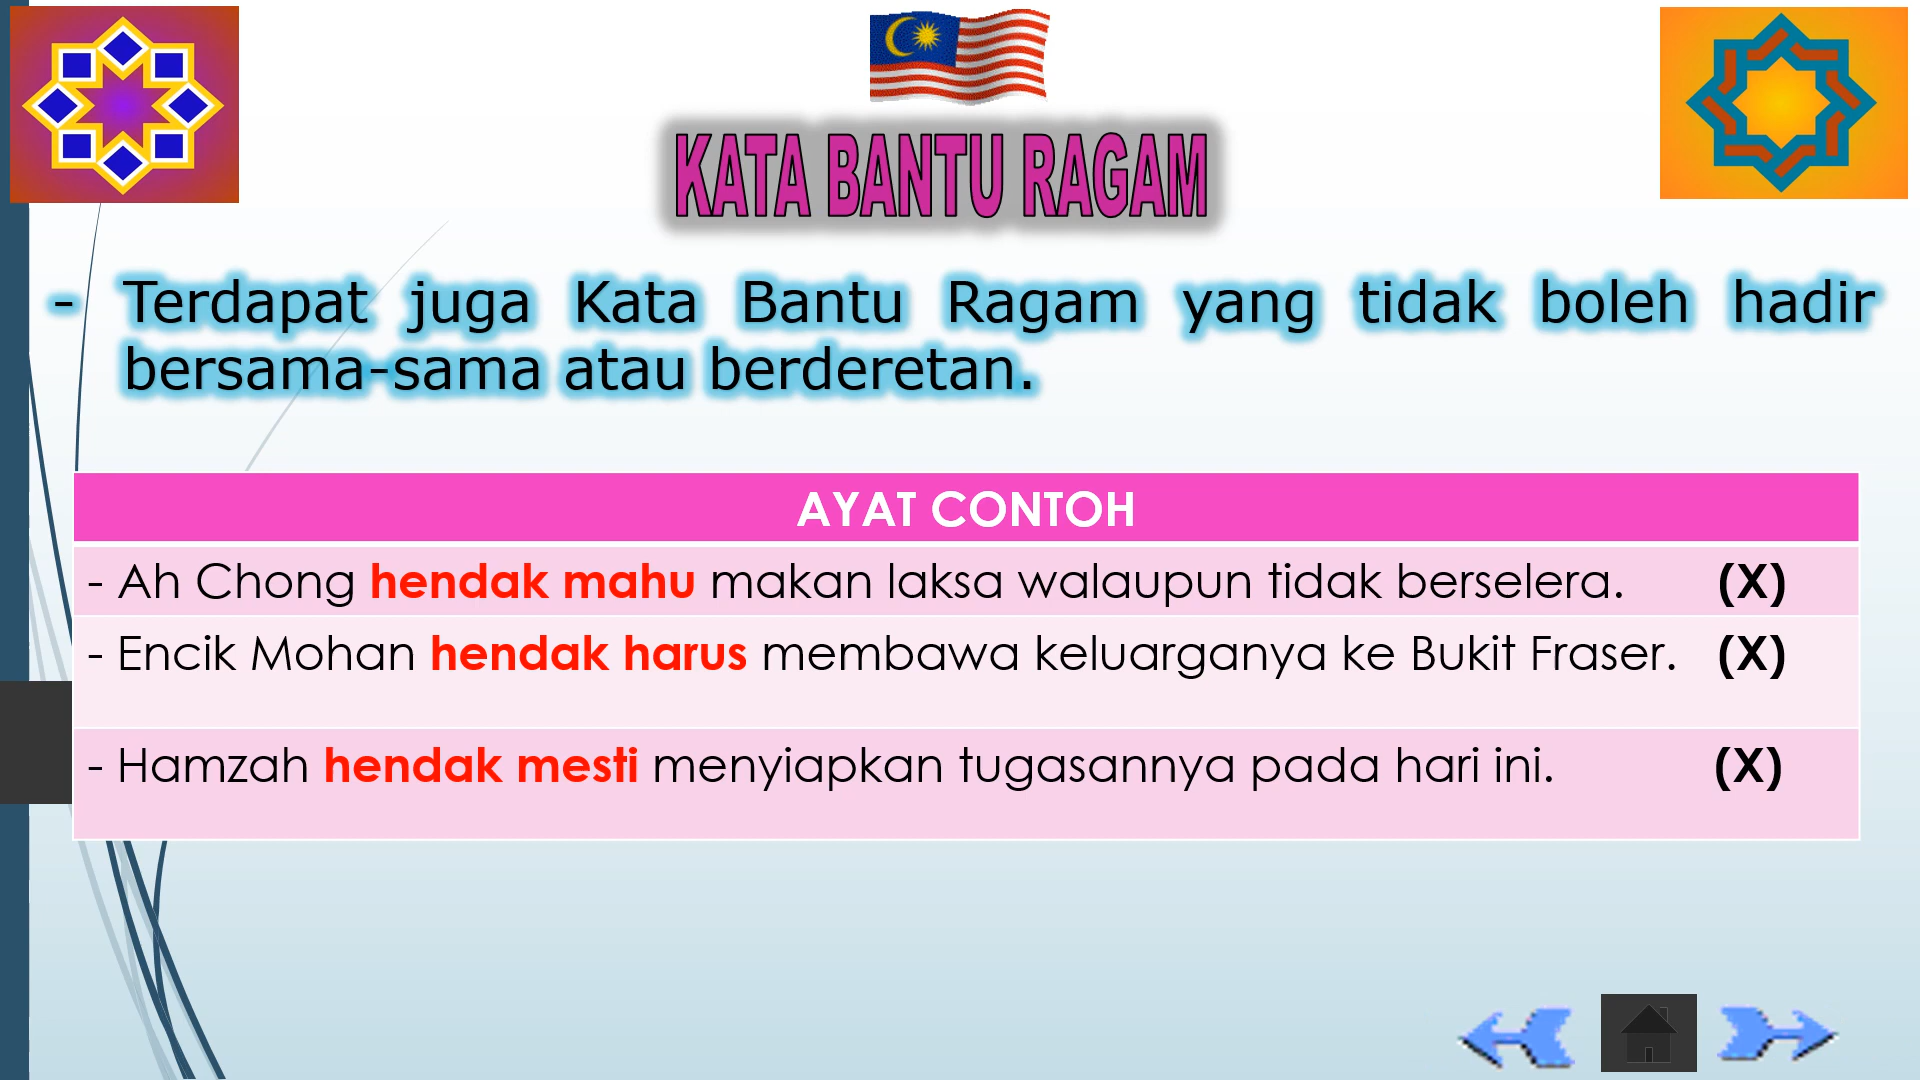 KATA BANTU RAGAM
- Terdapat juga Kata Bantu Ragam yang tidak boleh hadir
bersama-sama atau berderetan.
AYAT CONTOH
- Ah Chong hendak mahu makan laksa walaupun tidak berselera. (X)
- Encik Mohan hendak harus membawa keluarganya ke Bukit Fraser. (X)
- Hamzah hendak mesti menyiapkan tugasannya pada hari ini. (X)